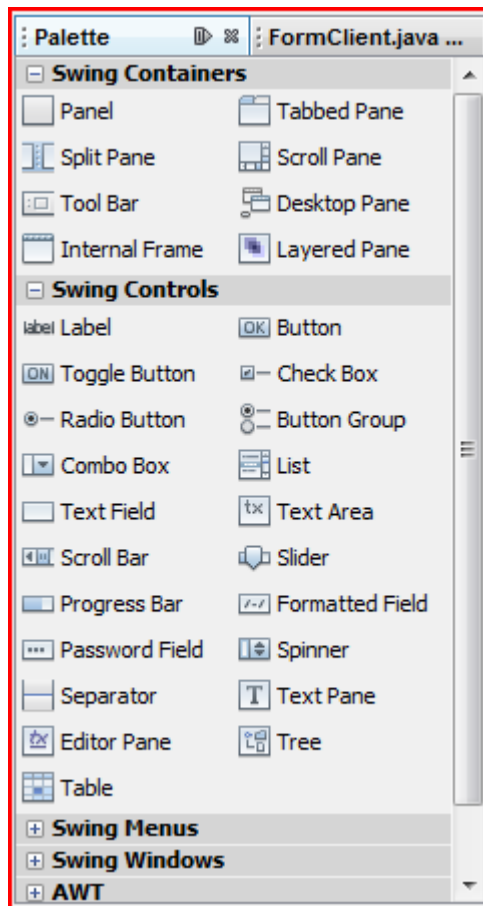 Palette FormClient.java ...
Swing Containers
Panel Tabbed Pane
Split Pane Scroll Pane
Tool Bar Desktop Pane
Internal Frame Layered Pane
Swing Controls
label Label OK Button
ON Toggle Button Check Box
Radio Button Button Group
Combo Box List
Text Field tx Text Area
Scroll Bar Slider
Progress Bar Formatted Field
Password Field Spinner
Separator T Text Pane
tx Editor Pane Tree
Table
Swing Menus
Swing Windows
AWT